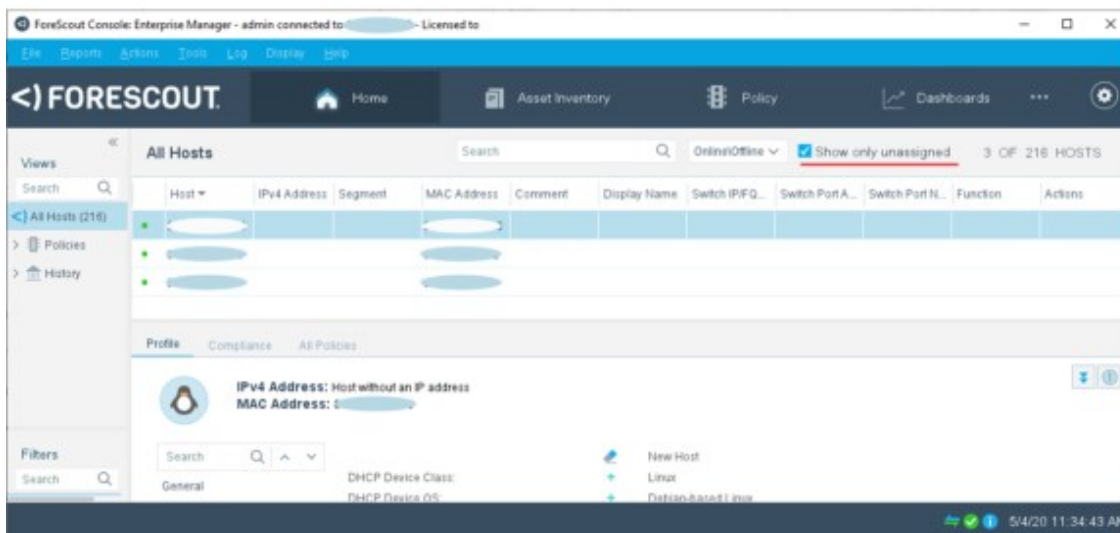 ForeScout Console: Enterprise Manager - admin connected to - Licensed to
File Reports Actions Tools Log Display Help
<) FORESCOUT. Home Asset Inventory Policy Dashboards ...
Views
Search
All Hosts (216)
Policies
History
Filters
Search
All Hosts Search Online\Offline Show only unassigned 3 OF 216 HOSTS
Host IPv4 Address Segment MAC Address Comment Display Name Switch IP/FQ... Switch Port A... Switch Port N... Function Actions
Profile Compliance All Policies
IPv4 Address: Host without an IP address
MAC Address:
Search
General
New Host
DHCP Device Class: Linux
DHCP Device OS: Debian-based Linux
5/4/20 11:34:43 AM